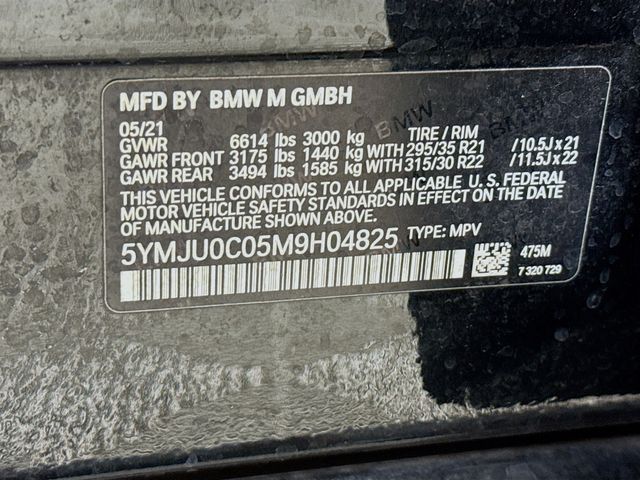 MFD BY BMW M GMBH
05/21
GVWR 6614 lbs 3000 kg TIRE / RIM
GAWR FRONT 3175 lbs 1440 kg WITH 295/35 R21 /10.5J x 21
GAWR REAR 3494 lbs 1585 kg WITH 315/30 R22 /11.5J x 22
THIS VEHICLE CONFORMS TO ALL APPLICABLE U. S. FEDERAL
MOTOR VEHICLE SAFETY STANDARDS IN EFFECT ON THE DATE
OF MANUFACTURE SHOWN ABOVE.
5YMJU0C05M9H04825 TYPE: MPV
475M
7 320 729